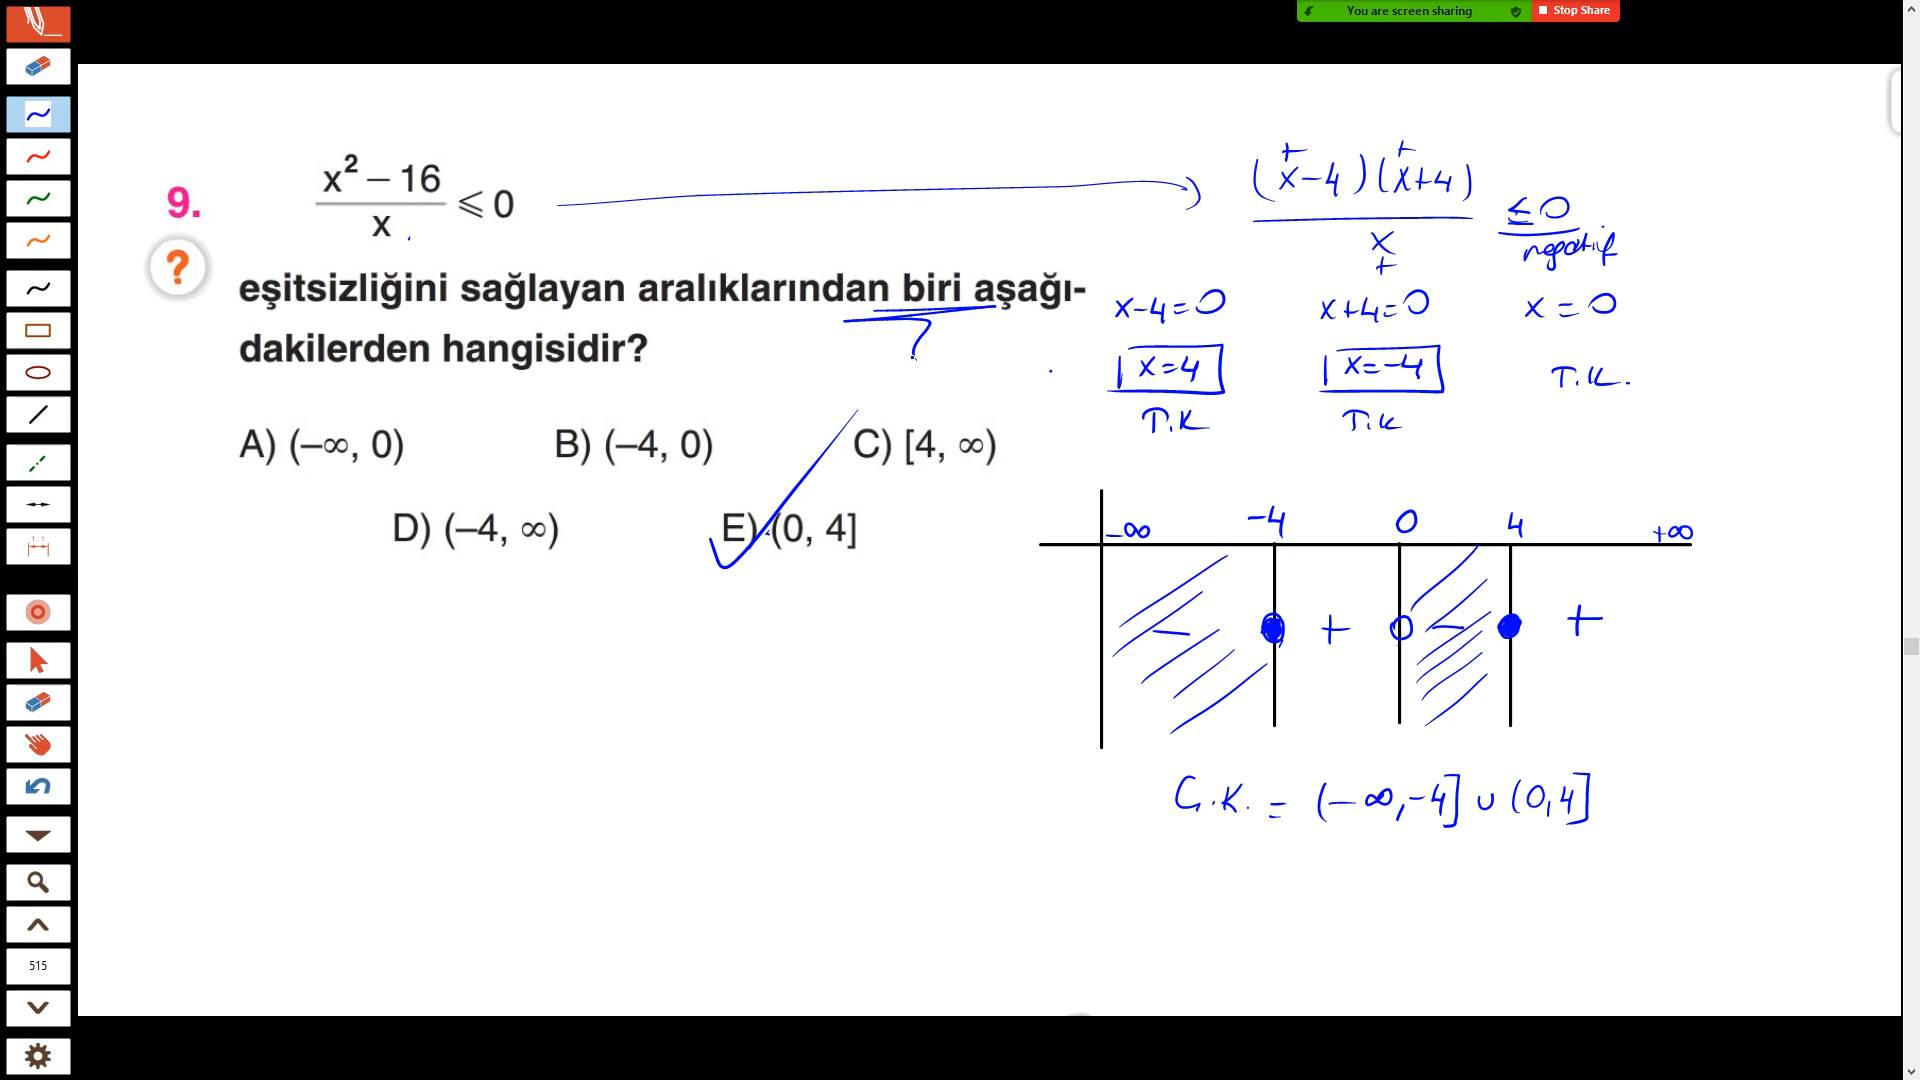 You are screen sharing
Stop Share
9.
x² – 16
x
⩽ 0
eşitsizliğini sağlayan aralıklarından biri aşağı-
dakilerden hangisidir?
?
A) (–∞, 0)
B) (–4, 0)
C) [4, ∞)
D) (–4, ∞)
E) (0, 4]
+ +
(x-4)(x+4)
x
+
≤ 0
negatif
x-4=0
x+4=0
x = 0
x=4
x=-4
T.K
T.K
T.K.
-∞ -4 0 4 +∞
- + - +
Ç.K. = (-∞,-4] ∪ (0,4]
1:1
515